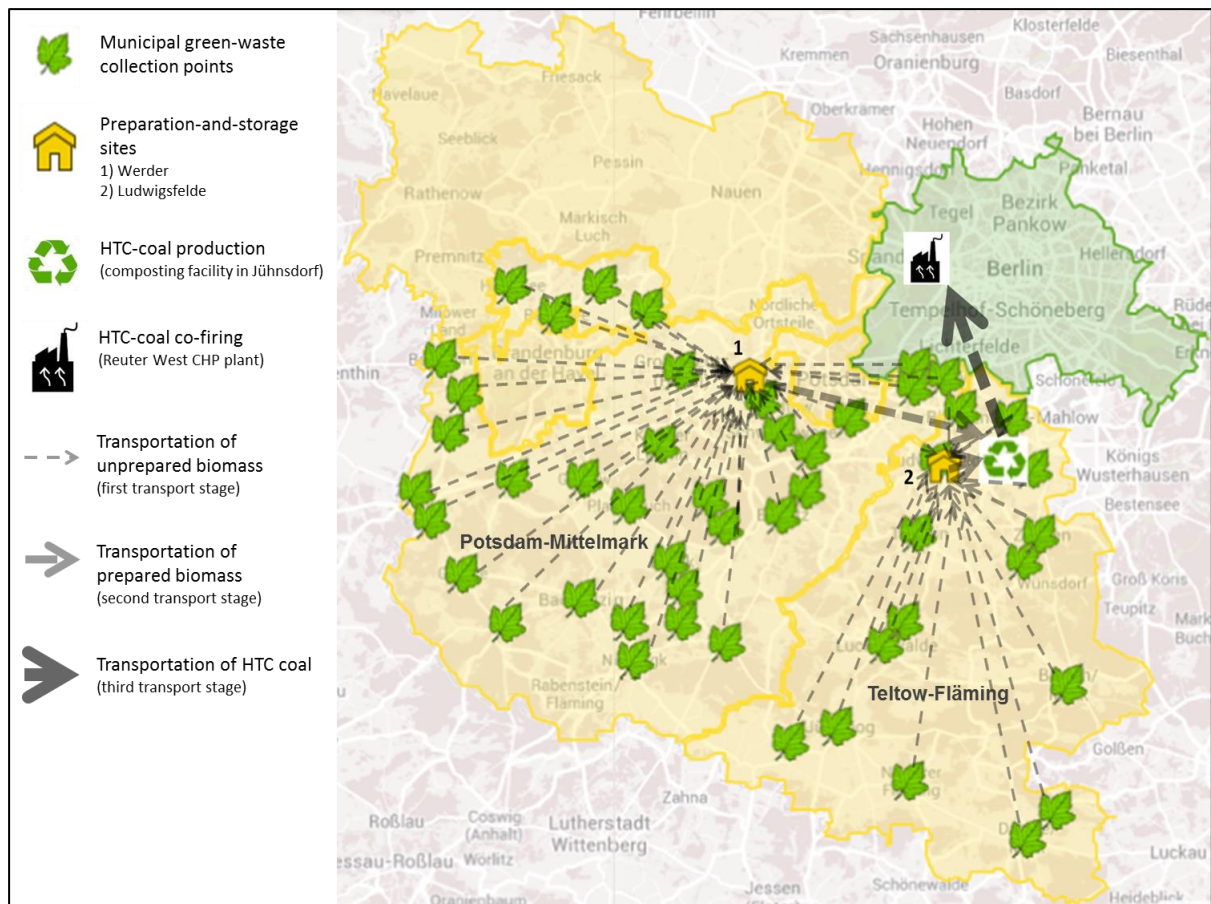 Municipal green-waste
collection points
Preparation-and-storage
sites
1) Werder
2) Ludwigsfelde
HTC-coal production
(composting facility in Jühnsdorf)
HTC-coal co-firing
(Reuter West CHP plant)
Transportation of
unprepared biomass
(first transport stage)
Transportation of
prepared biomass
(second transport stage)
Transportation of HTC coal
(third transport stage)
Fehrbellin
Klosterfelde
Kremmen
Sachsenhausen
Oranienburg
Biesenthal
Friesack
Havelaue
Basdorf
Oberkrämer
Bernau
bei Berlin
Hohen
Neuendorf
Seeblick
Pessin
Panketal
Rathenow
Nauen
Tegel
Bezirk
Pankow
Märkisch
Luch
Premnitz
Hellersdorf
Berlin
Nördliche
Ortsteile
Milower
Land
Tempelhof-Schöneberg
Brandenburg
an der Havel
1
Lichterfelde
Potsdam
Schönefeld
-Mahlow
Königs
Wusterhausen
2
Bestensee
Potsdam-Mittelmark
Wünsdorf
Groß Köris
Teupitz
Teltow-Fläming
Rabenstein/
Fläming
Golßen
Zahna
Roßlau
Coswig
(Anhalt)
Lutherstadt
Wittenberg
Wörlitz
Luckau
Jessen
Schönewalde
Oranienbaum
Heideblick